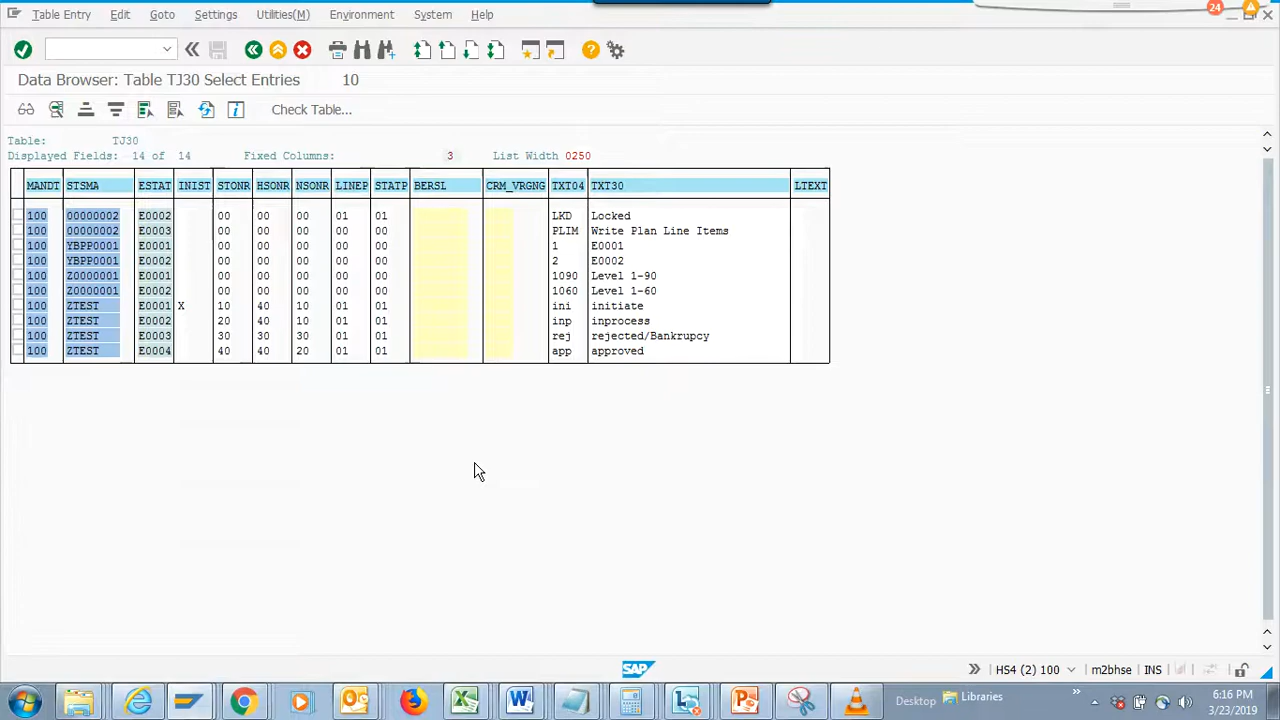 24
Table Entry Edit Goto Settings Utilities(M) Environment System Help
Data Browser: Table TJ30 Select Entries 10
Check Table...
Table: TJ30
Displayed Fields: 14 of 14 Fixed Columns: 3 List Width 0250
MANDT STSMA ESTAT INIST STONR HSONR NSONR LINEP STATP BERSL CRM_VRGNG TXT04 TXT30 LTEXT
100 00000002 E0002 00 00 00 01 01 LKD Locked
100 00000002 E0003 00 00 00 01 01 PLIM Write Plan Line Items
100 YBPP0001 E0001 00 00 00 00 00 1 E0001
100 YBPP0001 E0002 00 00 00 00 00 2 E0002
100 Z0000001 E0001 00 00 00 00 00 1090 Level 1-90
100 Z0000001 E0002 00 00 00 00 00 1060 Level 1-60
100 ZTEST E0001 X 10 40 10 01 01 ini initiate
100 ZTEST E0002 20 40 10 01 01 inp inprocess
100 ZTEST E0003 30 30 30 01 01 rej rejected/Bankrupcy
100 ZTEST E0004 40 40 20 01 01 app approved
SAP HS4 (2) 100 m2bhse INS
Desktop Libraries 6:16 PM
3/23/2019